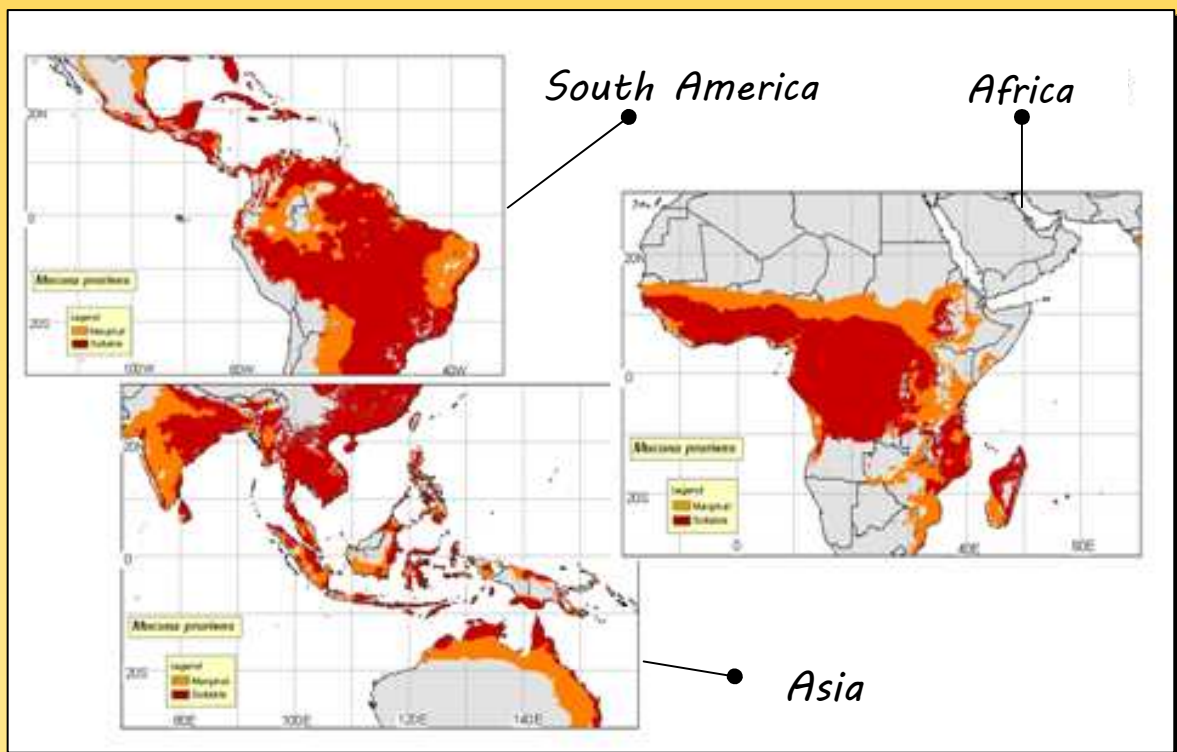 South America
Africa
20N
0
20S
100W
80W
40W
Mucuna pruriens
Legend
Marginal
Suitable
20N
0
20S
0
40E
60E
Mucuna pruriens
Legend
Marginal
Suitable
20N
0
20S
80E
100E
120E
140E
Mucuna pruriens
Legend
Marginal
Suitable
Asia